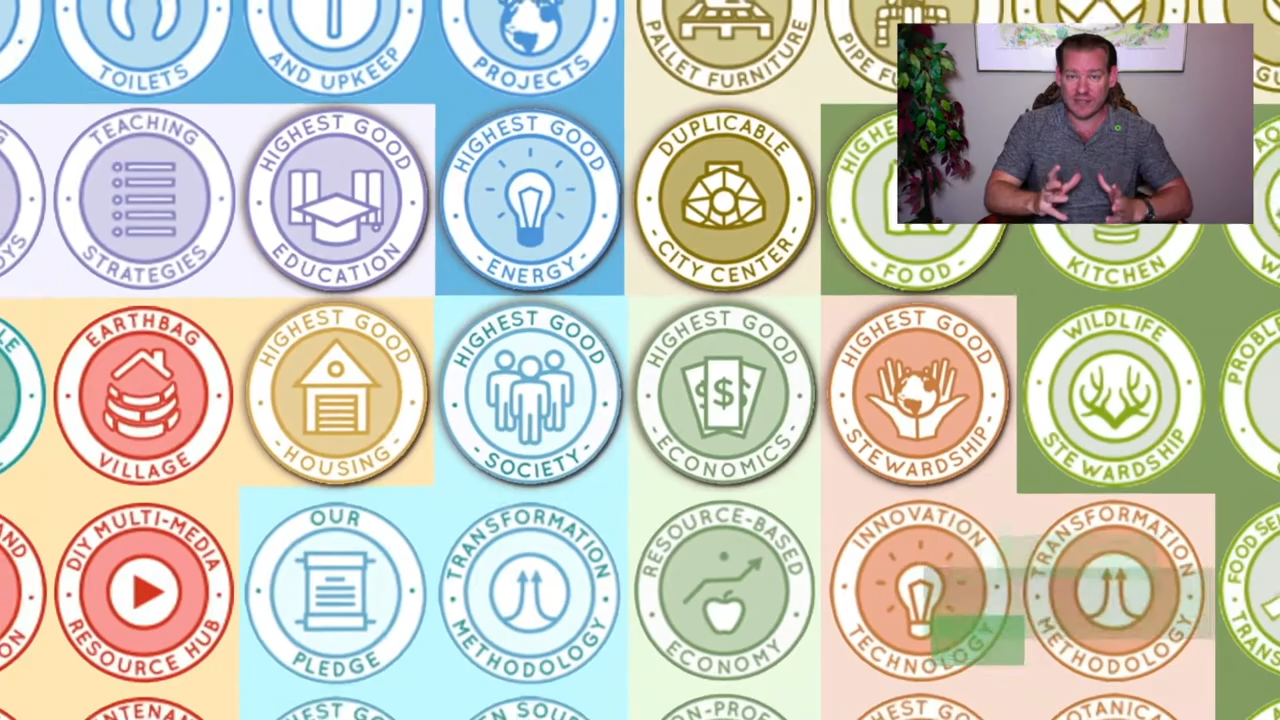 TOILETS
AND UPKEEP
PROJECTS
PALLET FURNITURE
TEACHING
STRATEGIES
HIGHEST GOOD
EDUCATION
HIGHEST GOOD
- ENERGY -
DUPLICABLE
- CITY CENTER -
- FOOD -
KITCHEN
EARTHBAG
VILLAGE
HIGHEST GOOD
- HOUSING -
HIGHEST GOOD
- SOCIETY -
HIGHEST GOOD
$$
- ECONOMICS -
HIGHEST GOOD
- STEWARDSHIP -
WILDLIFE
STEWARDSHIP
DIY MULTI-MEDIA
RESOURCE HUB
OUR
PLEDGE
TRANSFORMATION
METHODOLOGY
RESOURCE-BASED
ECONOMY
INNOVATION
TECHNOLOGY
TRANSFORMATION
METHODOLOGY